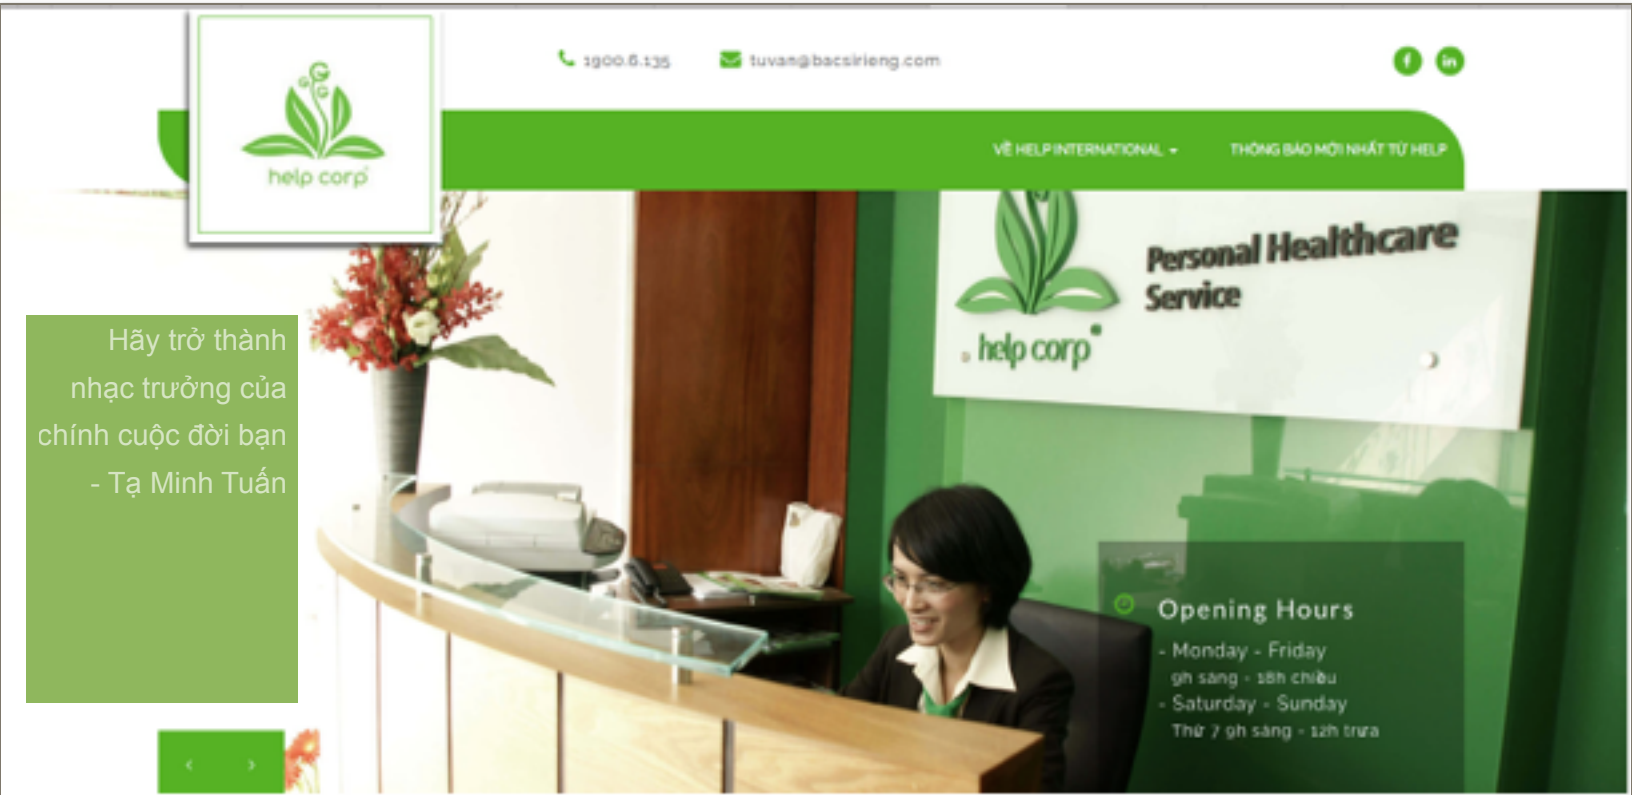 1900.6.135
tuvan@bacsirieng.com
help corp
VỀ HELP INTERNATIONAL
THÔNG BÁO MỚI NHẤT TỪ HELP
Personal Healthcare
Service
help corp
Hãy trở thành
nhạc trưởng của
chính cuộc đời bạn
- Tạ Minh Tuấn
Opening Hours
- Monday - Friday
9h sáng - 18h chiều
- Saturday - Sunday
Thứ 7 9h sáng - 12h trưa